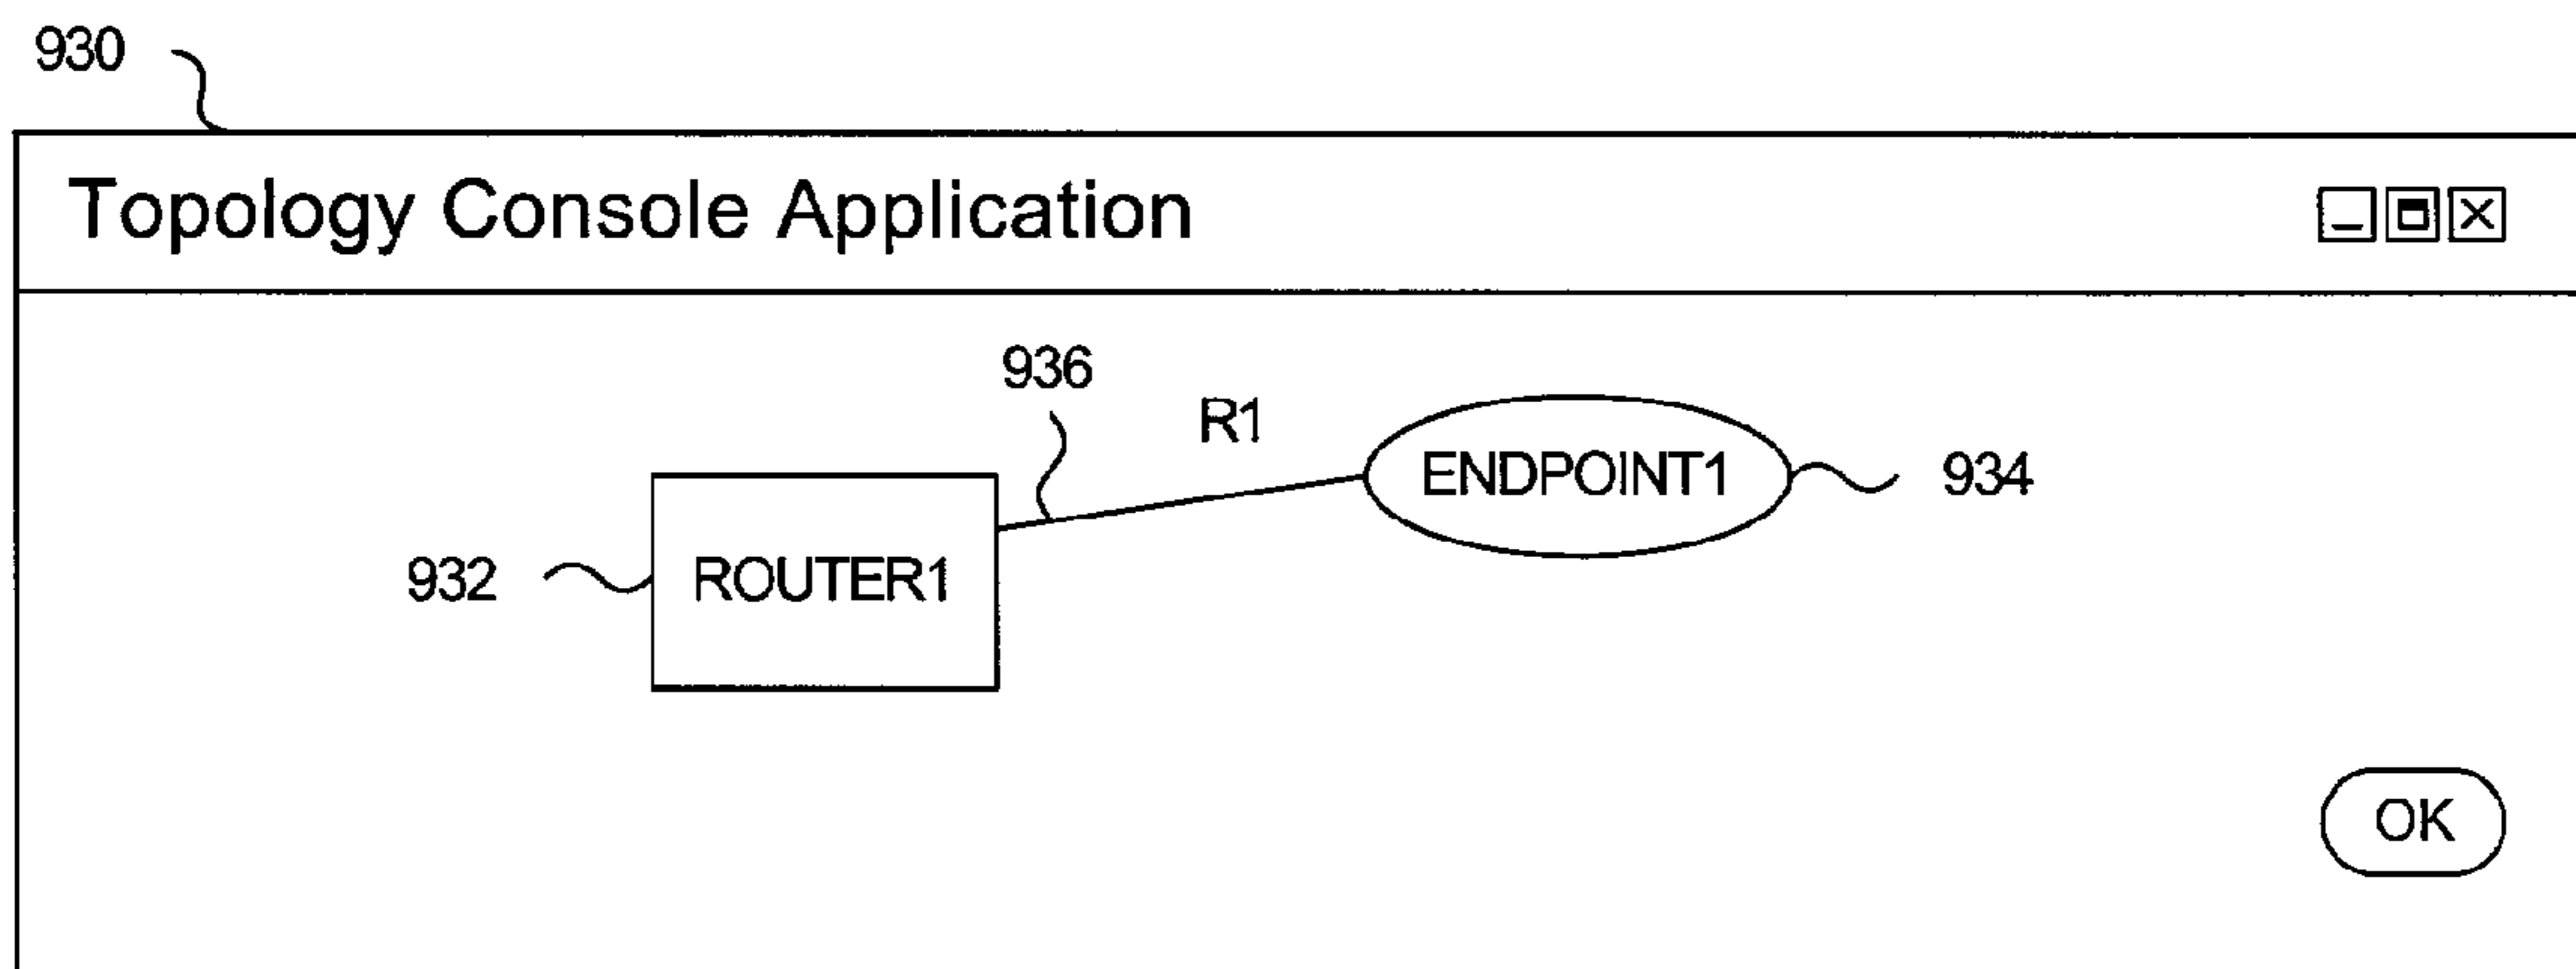 930
Topology Console Application
936
R1
ENDPOINT1
934
932
ROUTER1
OK